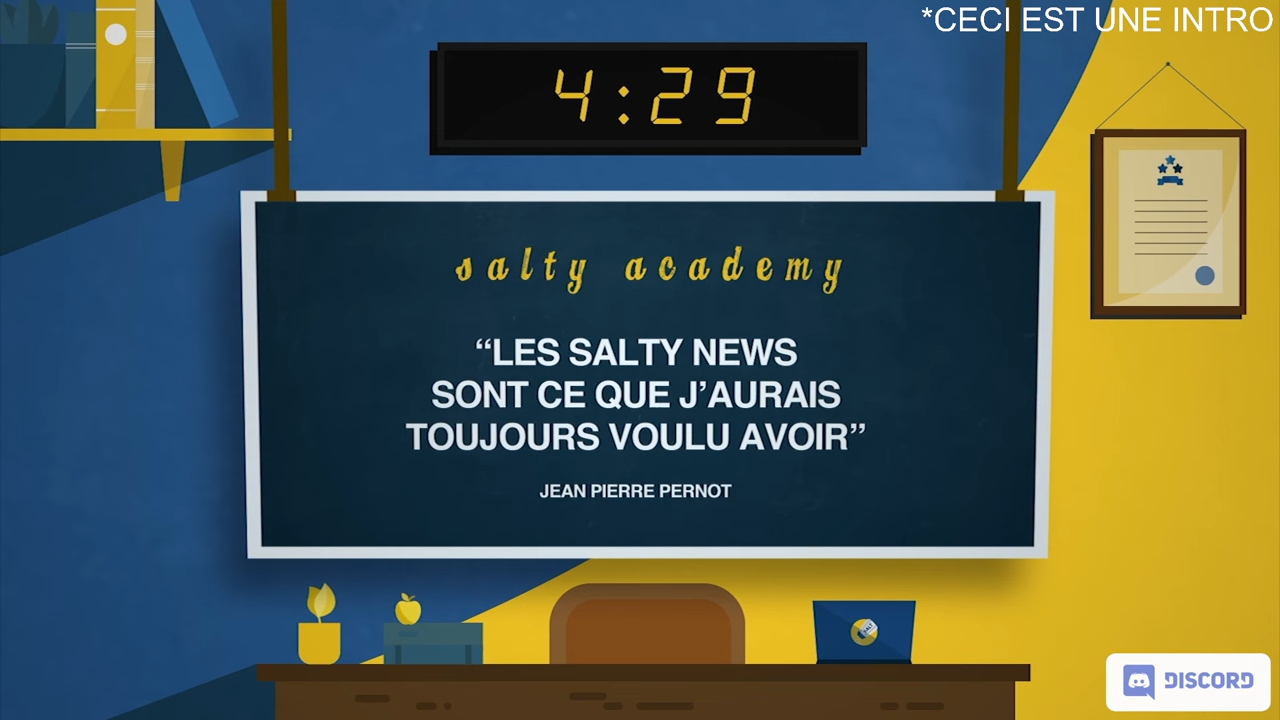 *CECI EST UNE INTRO
4:29
salty academy
“LES SALTY NEWS
SONT CE QUE J’AURAIS
TOUJOURS VOULU AVOIR”
JEAN PIERRE PERNOT
DISCORD